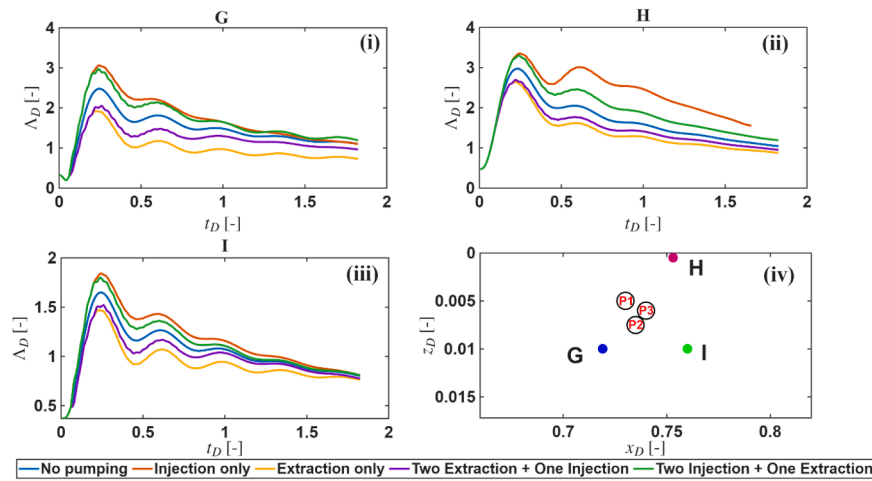 G
(i)
4
3
2
1
0
Λ_D [-]
0 0.5 1 1.5 2
t_D [-]
H
(ii)
4
3
2
1
0
Λ_D [-]
0 0.5 1 1.5 2
t_D [-]
I
(iii)
2
1.5
1
0.5
Λ_D [-]
0 0.5 1 1.5 2
t_D [-]
(iv)
0
0.005
0.01
0.015
z_D [-]
H
P1
P3
P2
G
I
0.7 0.75 0.8
x_D [-]
No pumping Injection only Extraction only Two Extraction + One Injection Two Injection + One Extraction